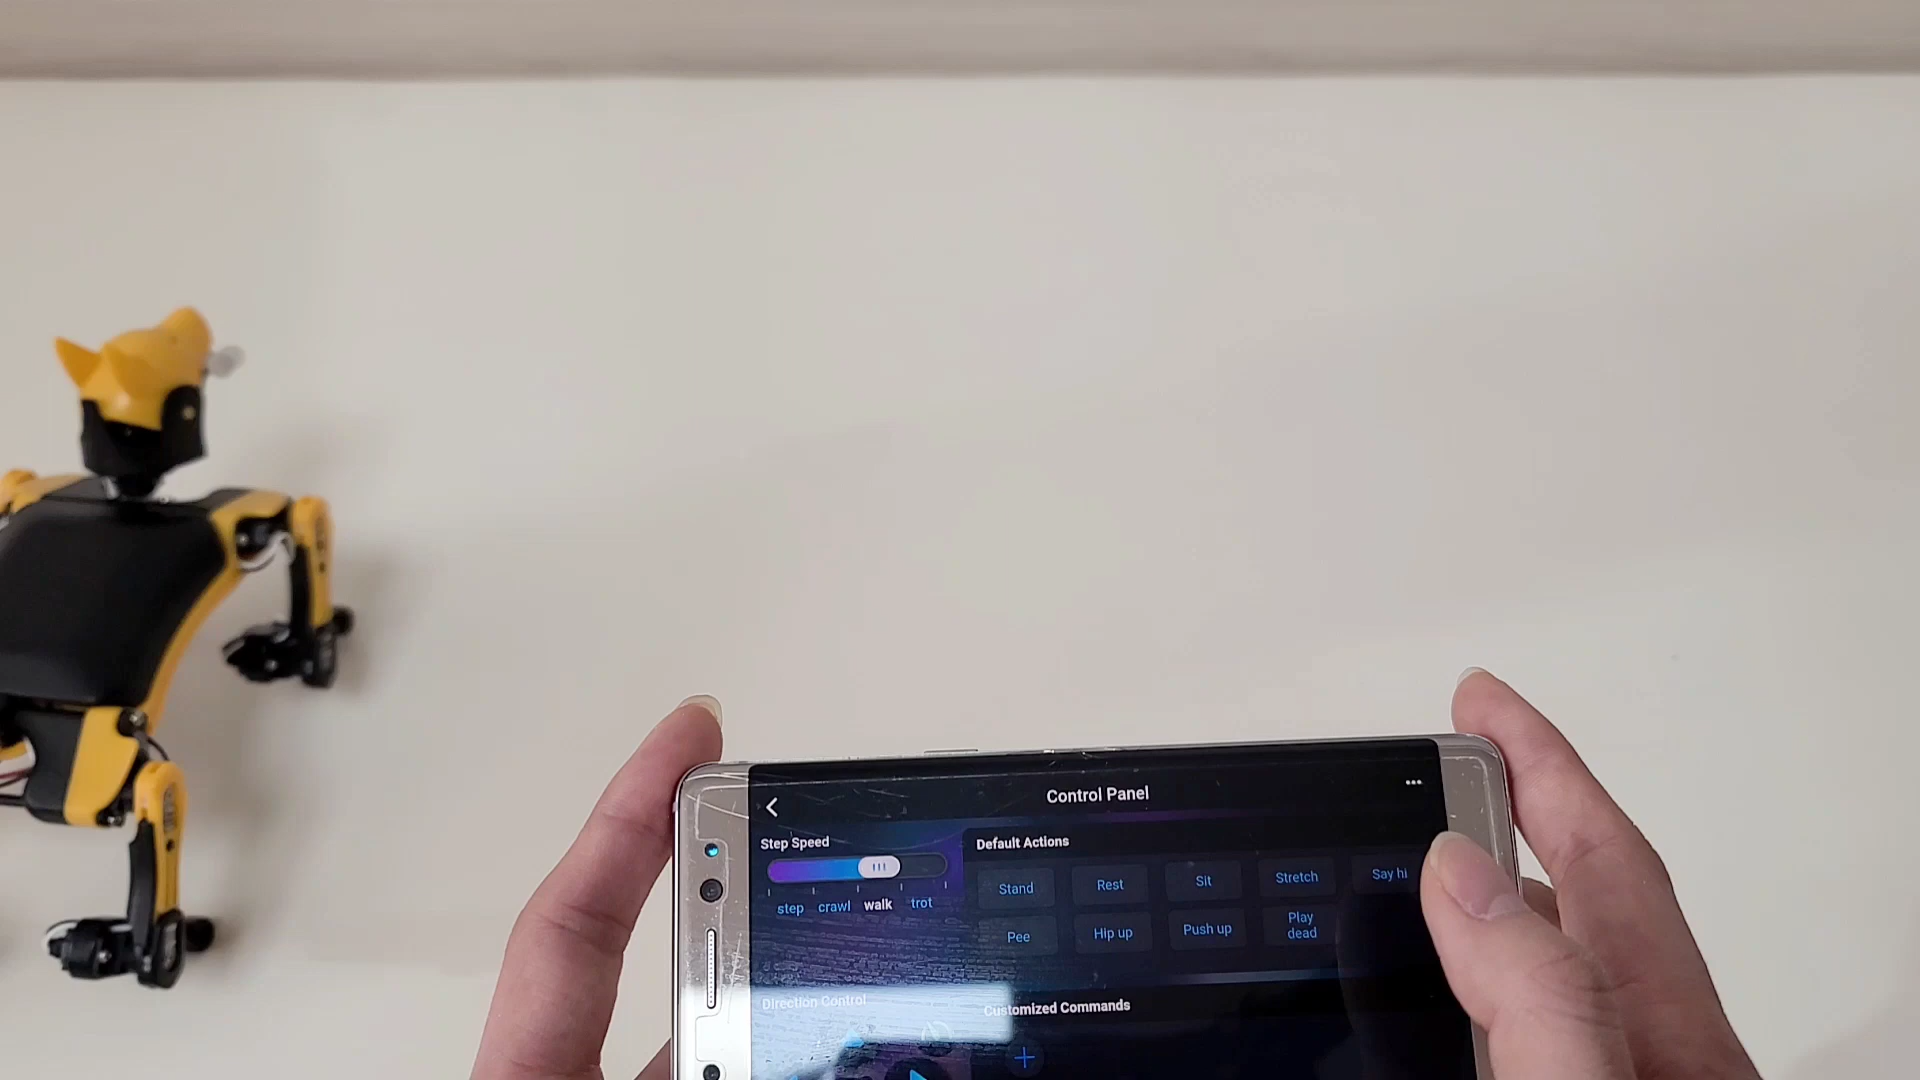 Control Panel
Step Speed
step crawl walk trot
Default Actions
Stand Rest Sit Stretch Say hi
Pee Hip up Push up Play dead
Direction Control
Customized Commands